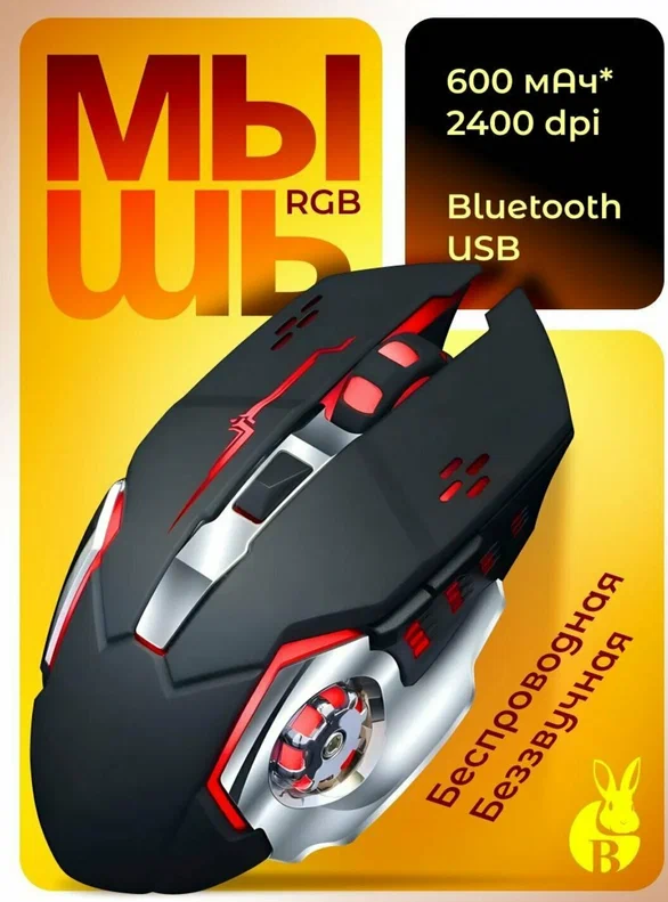 МЫ
ШЬ
RGB
600 мАч*
2400 dpi
Bluetooth
USB
Беспроводная
Беззвучная
B